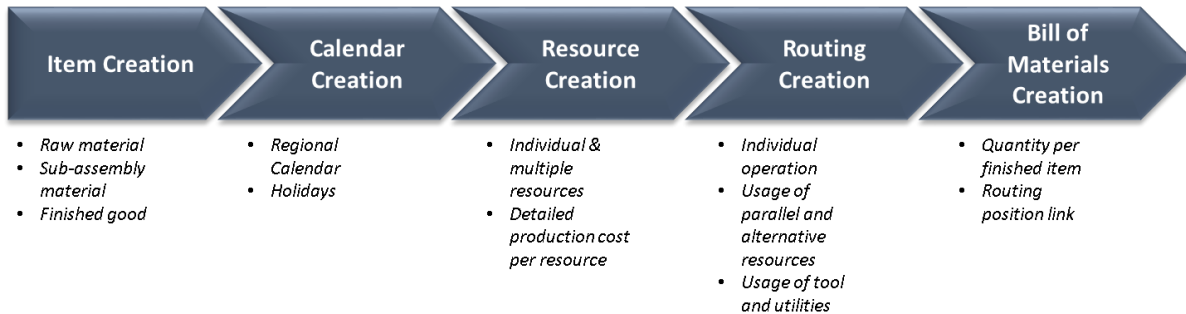 Item Creation
Calendar
Creation
Resource
Creation
Routing
Creation
Bill of
Materials
Creation
• Raw material
• Sub-assembly
material
• Finished good
• Regional
Calendar
• Holidays
• Individual &
multiple
resources
• Detailed
production cost
per resource
• Individual
operation
• Usage of
parallel and
alternative
resources
• Usage of tool
and utilities
• Quantity per
finished item
• Routing
position link